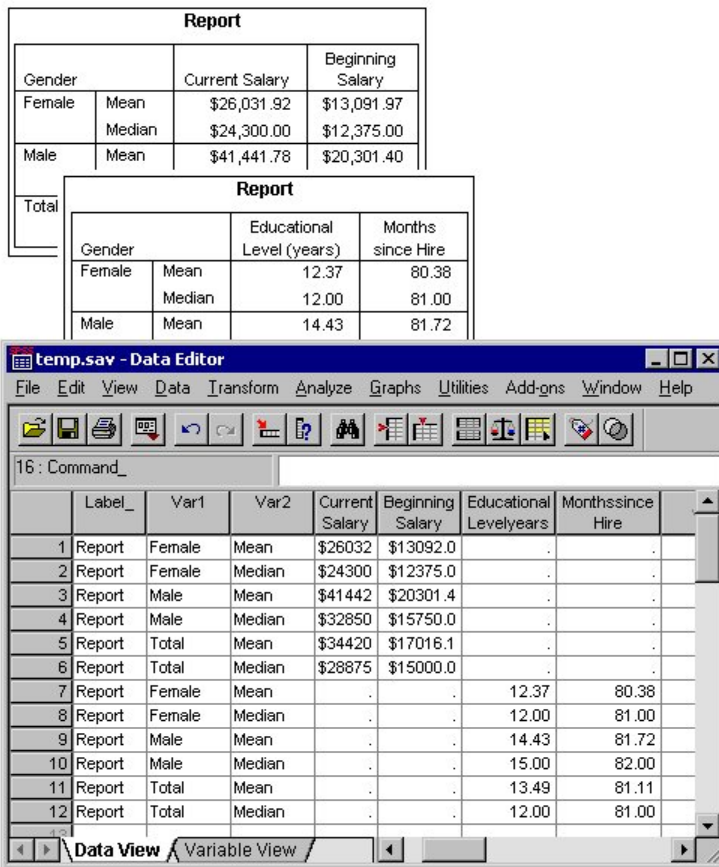 Report
Gender Current Salary Beginning Salary
Female Mean $26,031.92 $13,091.97
Median $24,300.00 $12,375.00
Male Mean $41,441.78 $20,301.40
Total
Report
Gender Educational Level (years) Months since Hire
Female Mean 12.37 80.38
Median 12.00 81.00
Male Mean 14.43 81.72
temp.sav - Data Editor
File Edit View Data Transform Analyze Graphs Utilities Add-ons Window Help
16 : Command_
Label_ Var1 Var2 Current Salary Beginning Salary Educational Levelyears Monthssince Hire
1 Report Female Mean $26032 $13092.0 . .
2 Report Female Median $24300 $12375.0 . .
3 Report Male Mean $41442 $20301.4 . .
4 Report Male Median $32850 $15750.0 . .
5 Report Total Mean $34420 $17016.1 . .
6 Report Total Median $28875 $15000.0 . .
7 Report Female Mean . . 12.37 80.38
8 Report Female Median . . 12.00 81.00
9 Report Male Mean . . 14.43 81.72
10 Report Male Median . . 15.00 82.00
11 Report Total Mean . . 13.49 81.11
12 Report Total Median . . 12.00 81.00
Data View Variable View